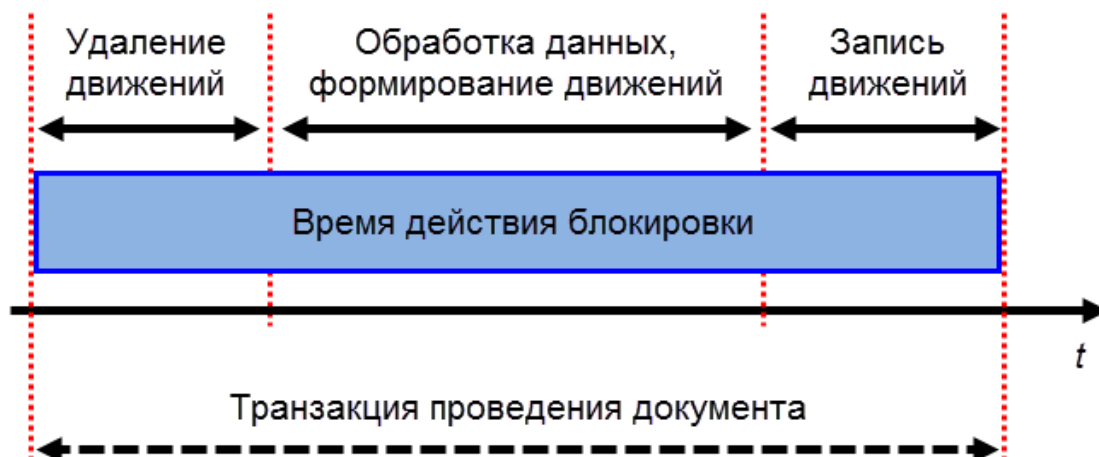 Удаление
движений
Обработка данных,
формирование движений
Запись
движений
Время действия блокировки
t
Транзакция проведения документа